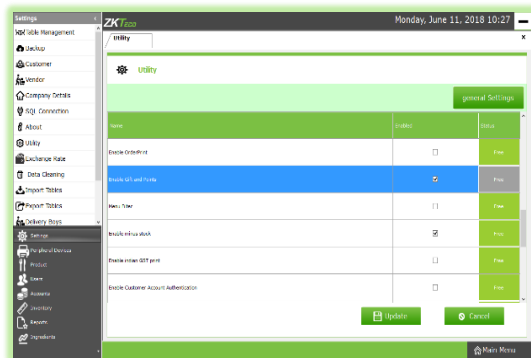 Settings
ZKTeco
Monday, June 11, 2018 10:27
Table Management
Backup
Customer
Vendor
Company Details
SQL Connection
About
Utility
Exchange Rate
Data Cleaning
Import Tables
Export Tables
Delivery Boys
Settings
Peripheral Devices
Product
Users
Accounts
Inventory
Reports
Ingredients
Utility
x
Utility
general Settings
Name
Enabled
Status
Enable OrderPrint
Free
Enable Gift and Points
Free
Menu Filter
Free
Enable minus stock
Free
Enable Indian GST print
Free
Enable Customer Account Authentication
Free
Update
Cancel
Main Menu